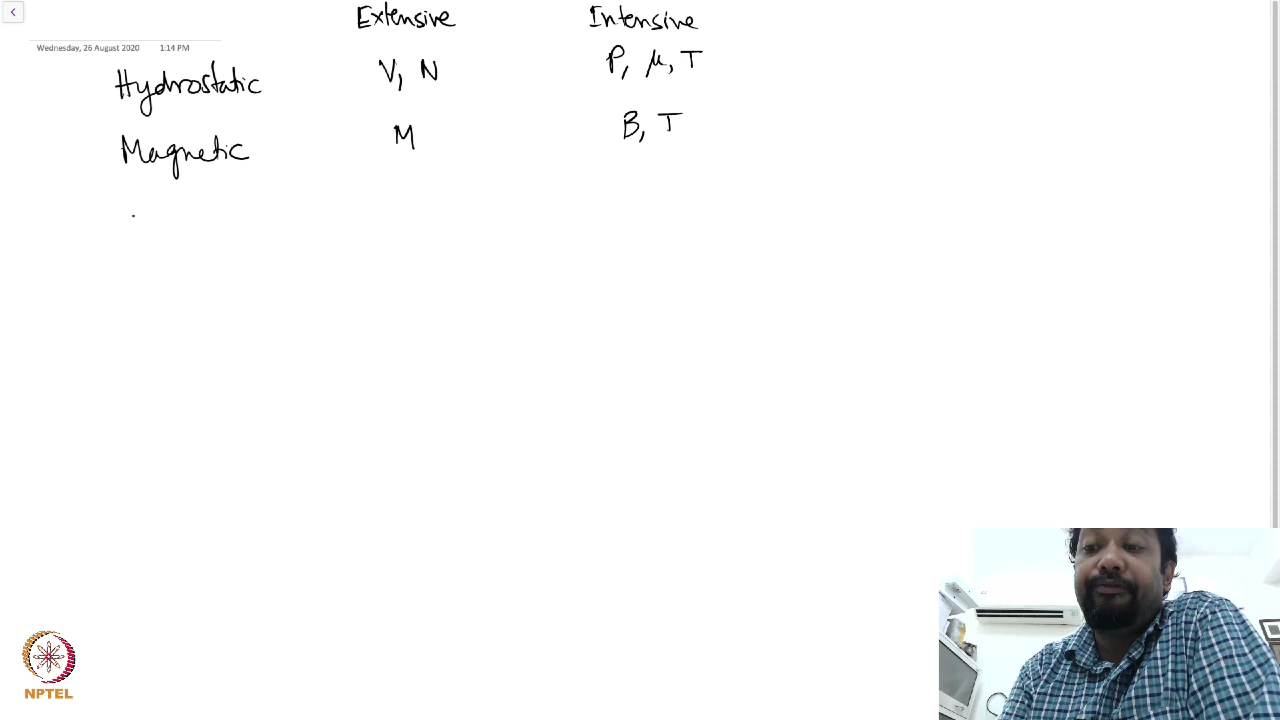 Extensive Intensive
Wednesday, 26 August 2020 1:14 PM
Hydrostatic V, N P, μ, T
Magnetic M B, T
NPTEL